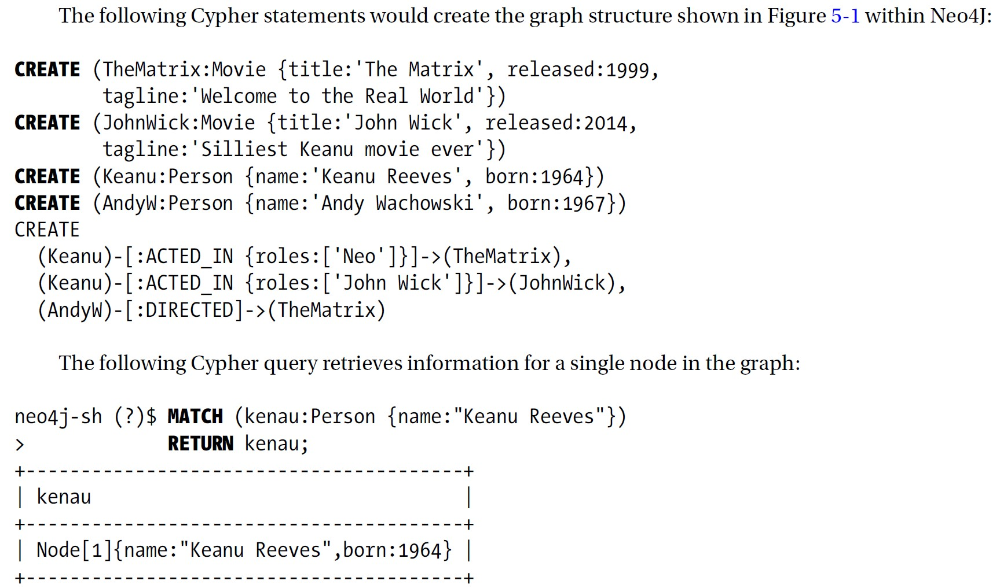 The following Cypher statements would create the graph structure shown in Figure 5-1 within Neo4J:
CREATE (TheMatrix:Movie {title:'The Matrix', released:1999,
        tagline:'Welcome to the Real World'})
CREATE (JohnWick:Movie {title:'John Wick', released:2014,
        tagline:'Silliest Keanu movie ever'})
CREATE (Keanu:Person {name:'Keanu Reeves', born:1964})
CREATE (AndyW:Person {name:'Andy Wachowski', born:1967})
CREATE
  (Keanu)-[:ACTED_IN {roles:['Neo']}]->(TheMatrix),
  (Keanu)-[:ACTED_IN {roles:['John Wick']}]->(JohnWick),
  (AndyW)-[:DIRECTED]->(TheMatrix)
The following Cypher query retrieves information for a single node in the graph:
neo4j-sh (?)$ MATCH (kenau:Person {name:"Keanu Reeves"})
>             RETURN kenau;
+----------------------------------------+
| kenau                                  |
+----------------------------------------+
| Node[1]{name:"Keanu Reeves",born:1964} |
+----------------------------------------+